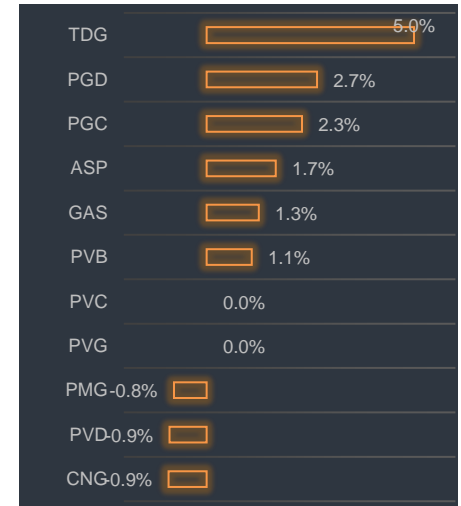 TDG 5.0%
PGD 2.7%
PGC 2.3%
ASP 1.7%
GAS 1.3%
PVB 1.1%
PVC 0.0%
PVG 0.0%
PMG -0.8%
PVD -0.9%
CNG -0.9%